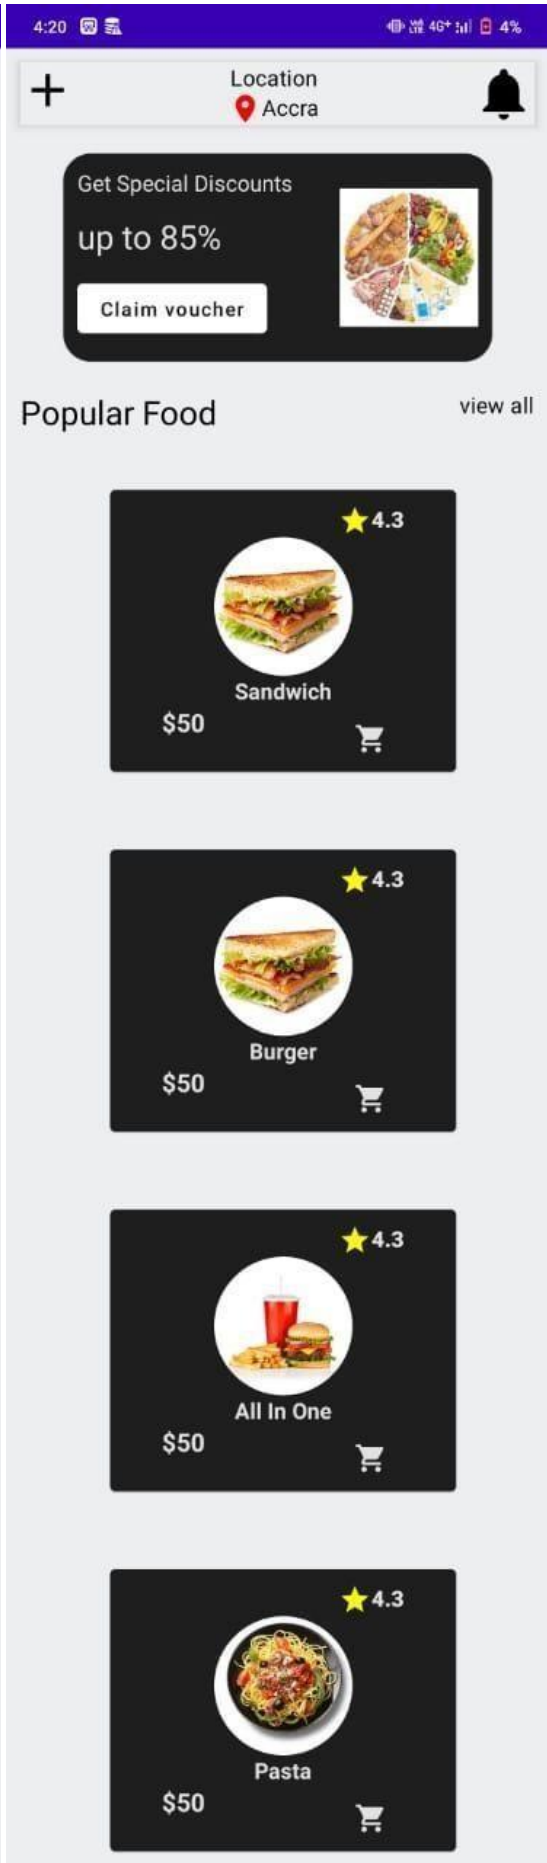 4:20 4G+ 4%
Location
Accra
Get Special Discounts
up to 85%
Claim voucher
Popular Food
view all
4.3
Sandwich
$50
4.3
Burger
$50
4.3
All In One
$50
4.3
Pasta
$50